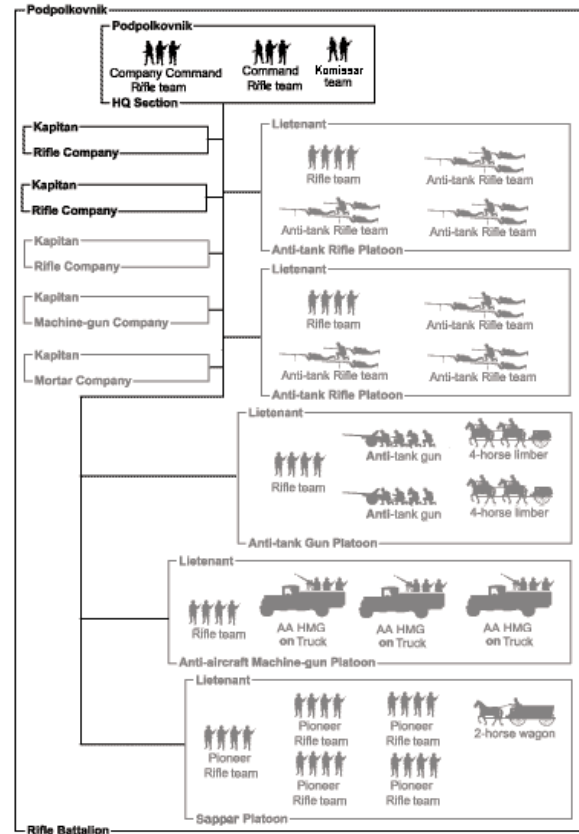 Podpolkovnik
Podpolkovnik
Company Command
Rifle team
Command
Rifle team
Komissar
team
HQ Section
Kapitan
Rifle Company
Kapitan
Rifle Company
Kapitan
Rifle Company
Kapitan
Machine-gun Company
Kapitan
Mortar Company
Lietenant
Rifle team
Anti-tank Rifle team
Anti-tank Rifle team
Anti-tank Rifle team
Anti-tank Rifle Platoon
Lietenant
Rifle team
Anti-tank Rifle team
Anti-tank Rifle team
Anti-tank Rifle team
Anti-tank Rifle Platoon
Lietenant
Rifle team
Anti-tank gun
4-horse limber
Anti-tank gun
4-horse limber
Anti-tank Gun Platoon
Lietenant
Rifle team
AA HMG
on Truck
AA HMG
on Truck
AA HMG
on Truck
Anti-aircraft Machine-gun Platoon
Lietenant
Pioneer
Rifle team
Pioneer
Rifle team
Pioneer
Rifle team
2-horse wagon
Pioneer
Rifle team
Pioneer
Rifle team
Sappar Platoon
Rifle Battalion